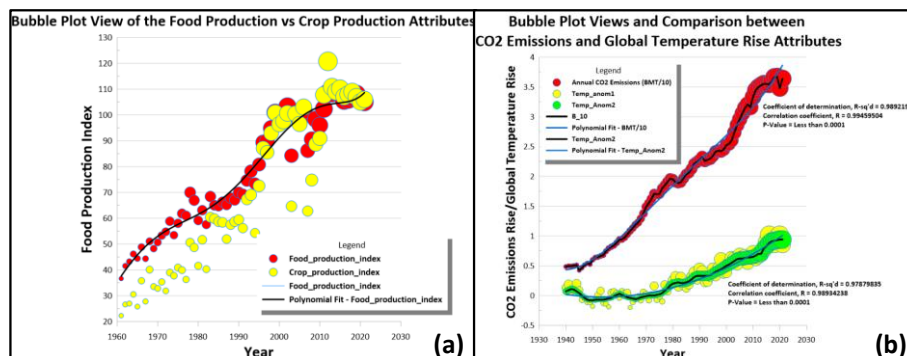 Bubble Plot View of the Food Production vs Crop Production Attributes
Food Production Index
130
120
110
100
90
80
70
60
50
40
30
20
1960
1970
1980
1990
2000
2010
2020
2030
Year
Legend
Food_production_index
Crop_production_index
Food_production_index
Polynomial Fit - Food_production_index
(a)
Bubble Plot Views and Comparison between
CO2 Emissions and Global Temperature Rise Attributes
CO2 Emissions Rise/Global Temperature Rise
4
3.5
3
2.5
2
1.5
1
0.5
0
-0.5
1930
1940
1950
1960
1970
1980
1990
2000
2010
2020
2030
Year
Legend
Annual CO2 Emissions (BMT/10)
Temp_anom1
Temp_Anom2
B_10
Polynomial Fit - BMT/10
Temp_Anom2
Polynomial Fit - Temp_Anom2
Coefficient of determination, R-sq'd = 0.989215
Correlation coefficient, R = 0.99459504
P-Value = Less than 0.0001
Coefficient of determination, R-sq'd = 0.97879835
Correlation coefficient, R = 0.98934238
P-Value = Less than 0.0001
(b)